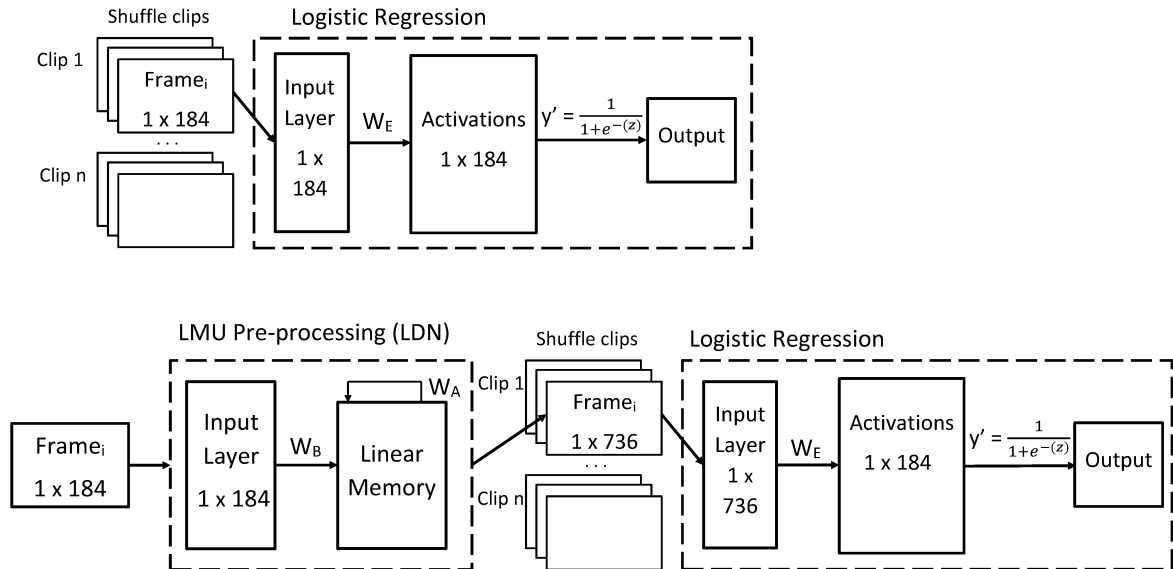 Shuffle clips
Logistic Regression
Clip 1
Frameᵢ
1 x 184
. . .
Clip n
Input
Layer
1 x
184
W_E
Activations
1 x 184
y' = 1/(1+e^-(z))
Output
LMU Pre-processing (LDN)
Shuffle clips
Logistic Regression
Frameᵢ
1 x 184
Input
Layer
1 x 184
W_B
W_A
Linear
Memory
Clip 1
Frameᵢ
1 x 736
. . .
Clip n
Input
Layer
1 x
736
W_E
Activations
1 x 184
y' = 1/(1+e^-(z))
Output